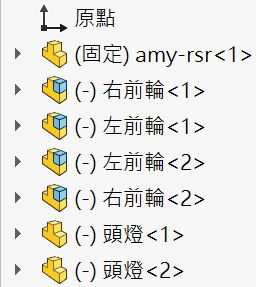 原點
(固定) amy-rsr<1>
(-) 右前輪<1>
(-) 左前輪<1>
(-) 左前輪<2>
(-) 右前輪<2>
(-) 頭燈<1>
(-) 頭燈<2>